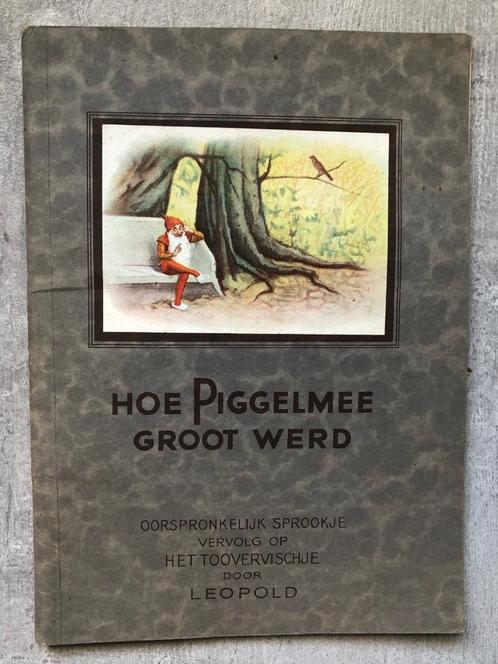 HOE PIGGELMEE
GROOT WERD
OORSPRONKELIJK SPROOKJE
VERVOLG OP
HET TOOVERVISCHJE
DOOR
LEOPOLD